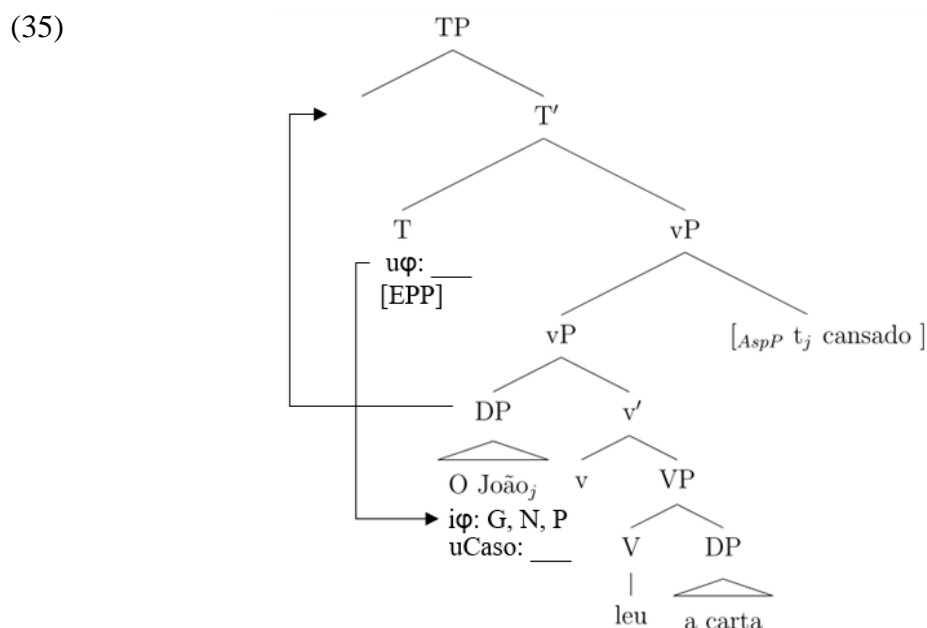 (35)
TP
T′
T vP
uφ: ___
[EPP]
vP [AspP tj cansado ]
DP v′
O Joãoj v VP
iφ: G, N, P
uCaso: ___ V DP
leu a carta